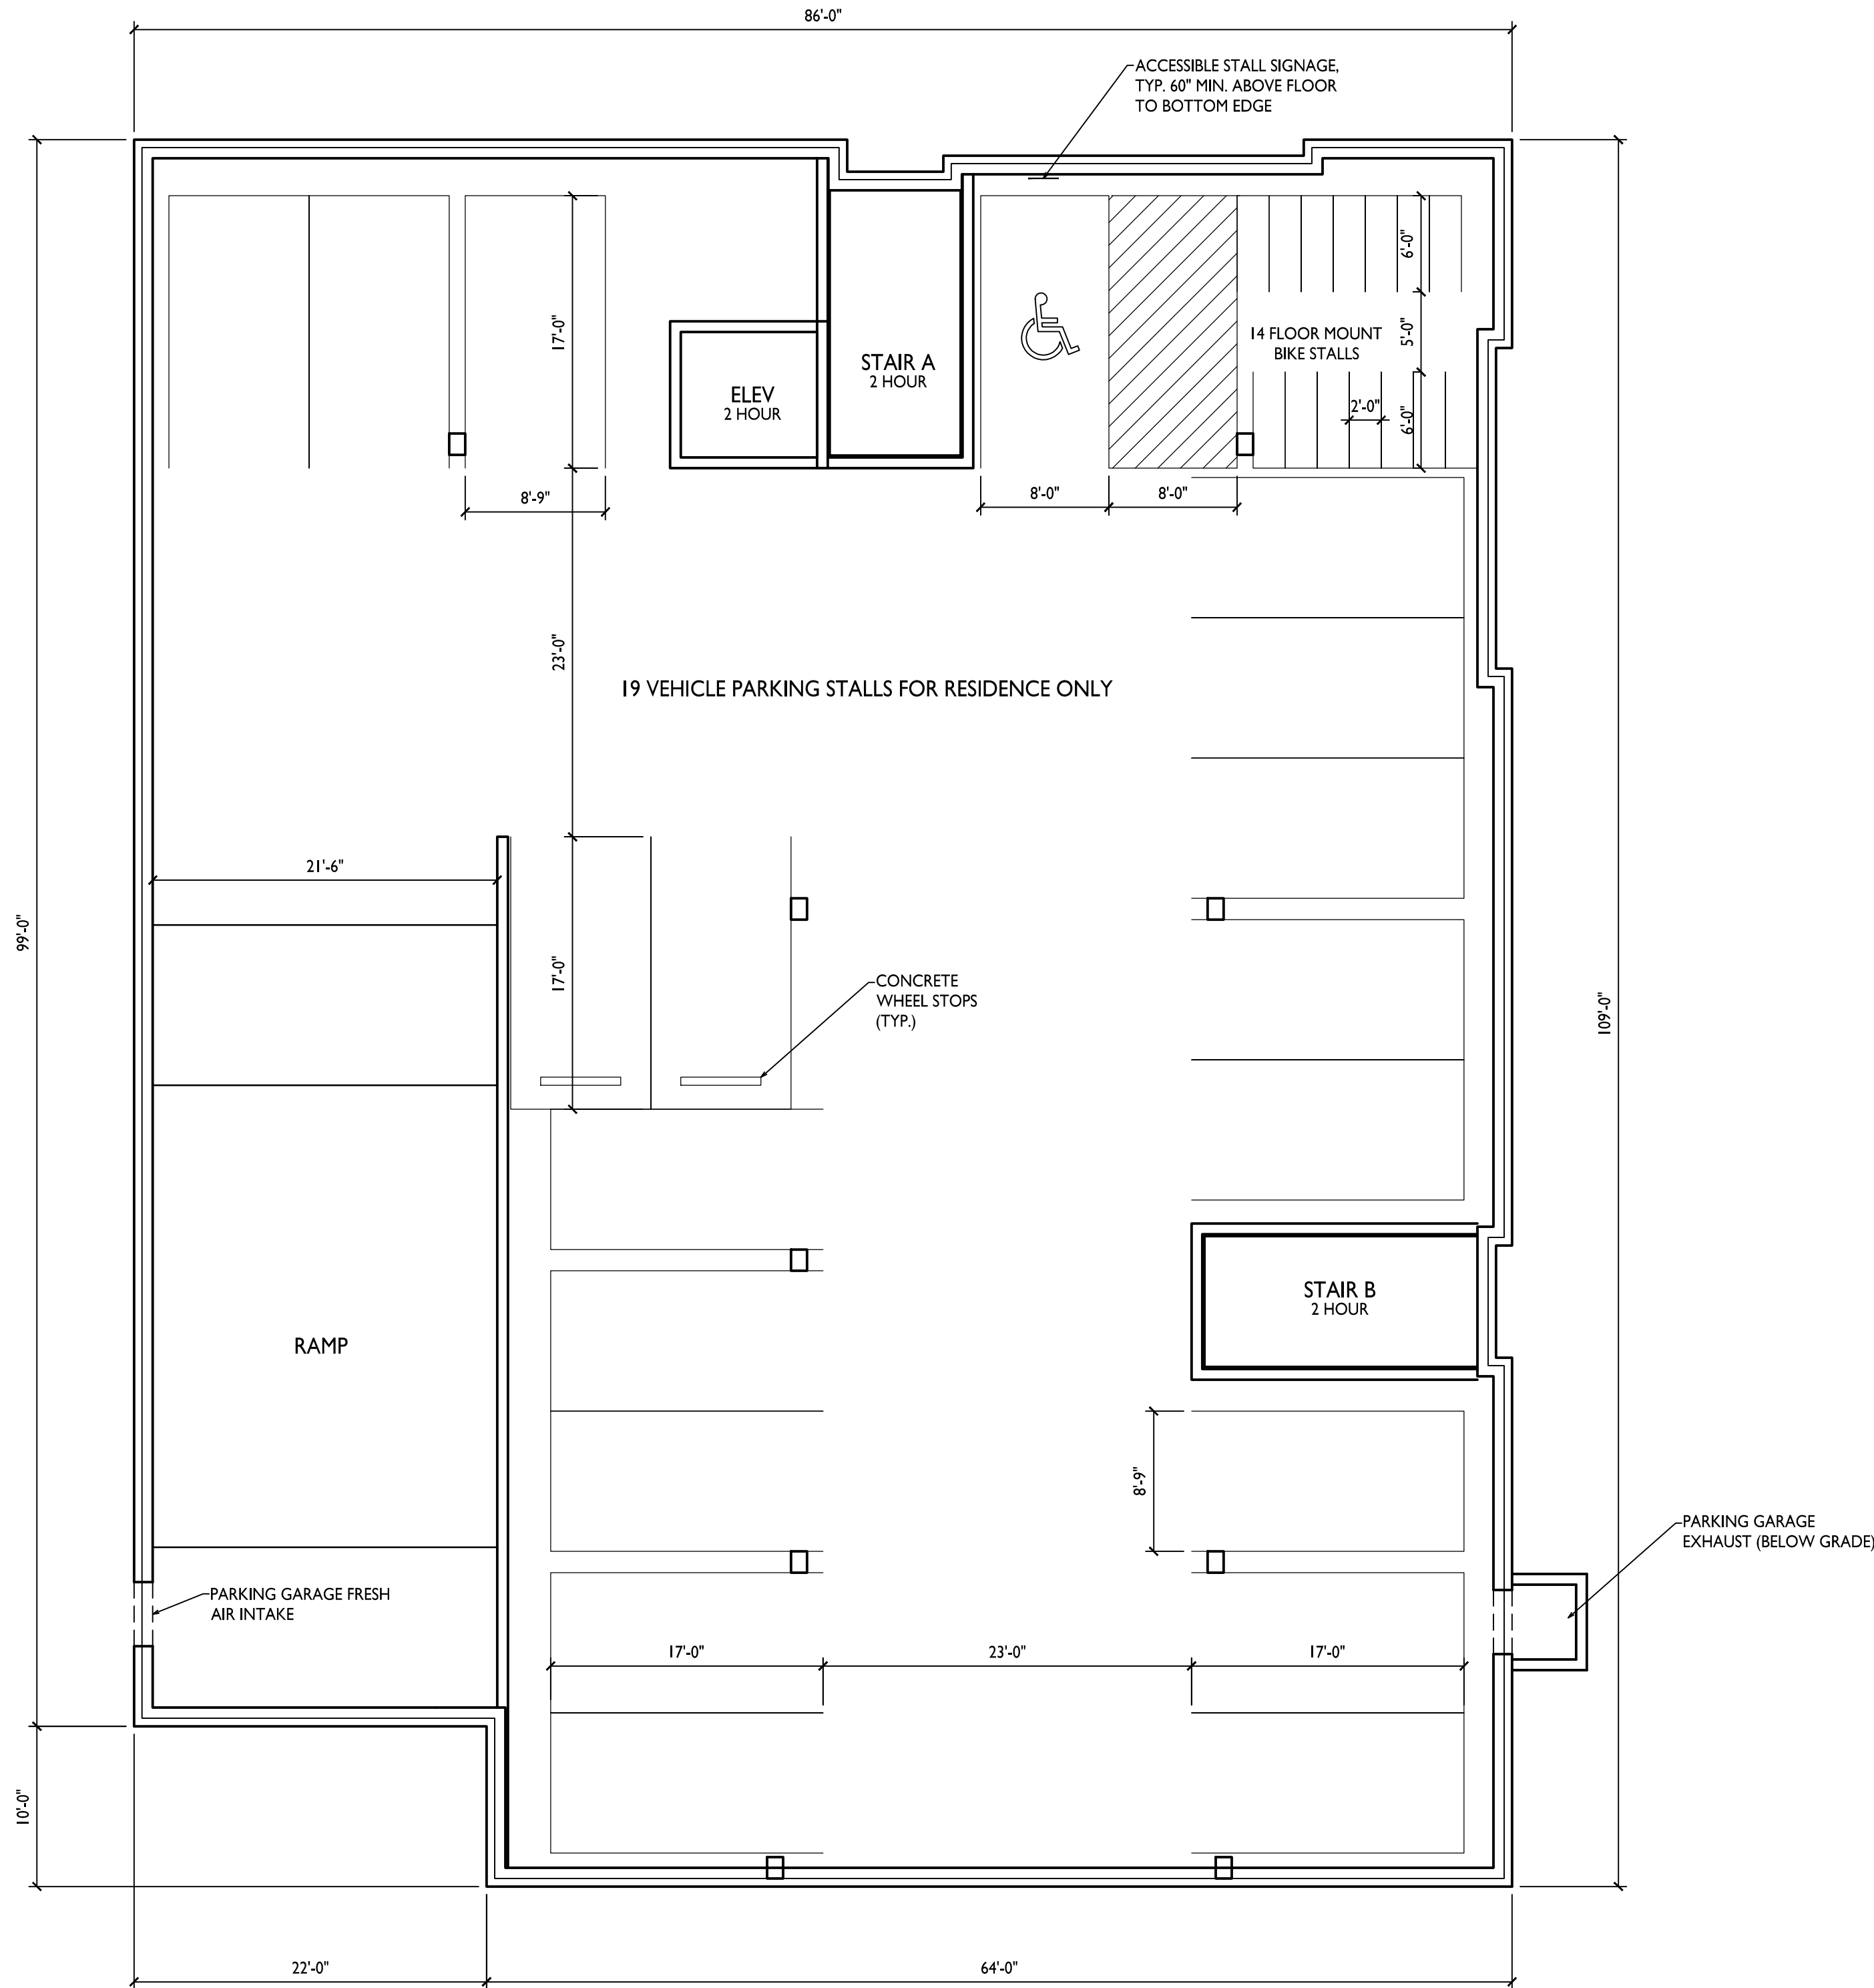 86'-0"
ACCESSIBLE STALL SIGNAGE,
TYP. 60" MIN. ABOVE FLOOR
TO BOTTOM EDGE
6'-0"
17'-0"
5'-0"
14 FLOOR MOUNT
BIKE STALLS
STAIR A
2 HOUR
ELEV
2 HOUR
2'-0"
6'-0"
8'-9"
8'-0"
8'-0"
23'-0"
19 VEHICLE PARKING STALLS FOR RESIDENCE ONLY
21'-6"
99'-0"
17'-0"
CONCRETE
WHEEL STOPS
(TYP.)
109'-0"
STAIR B
2 HOUR
RAMP
8'-9"
PARKING GARAGE
EXHAUST (BELOW GRADE)
PARKING GARAGE FRESH
AIR INTAKE
17'-0"
23'-0"
17'-0"
10'-0"
22'-0"
64'-0"